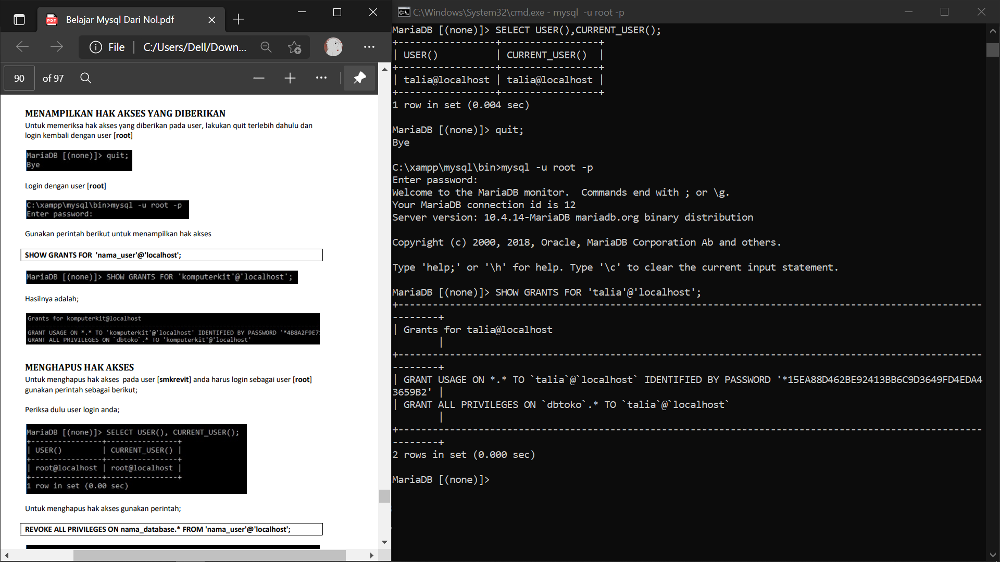 Belajar Mysql Dari Nol.pdf
File
C:/Users/Dell/Down...
90 of 97
MENAMPILKAN HAK AKSES YANG DIBERIKAN
Untuk memeriksa hak akses yang diberikan pada user, lakukan quit terlebih dahulu dan
login kembali dengan user [root]
MariaDB [(none)]> quit;
Bye
Login dengan user [root]
C:\xampp\mysql\bin>mysql -u root -p
Enter password:
Gunakan perintah berikut untuk menampilkan hak akses
SHOW GRANTS FOR  'nama_user'@'localhost';
MariaDB [(none)]> SHOW GRANTS FOR 'komputerkit'@'localhost';
Hasilnya adalah;
Grants for komputerkit@localhost
GRANT USAGE ON *.* TO 'komputerkit'@'localhost' IDENTIFIED BY PASSWORD '*4B8A2F9E7
GRANT ALL PRIVILEGES ON `dbtoko`.* TO 'komputerkit'@'localhost'
MENGHAPUS HAK AKSES
Untuk menghapus hak akses  pada user [smkrevit] anda harus login sebagai user [root]
gunakan perintah sebagai berikut;
Periksa dulu user login anda;
MariaDB [(none)]> SELECT USER(), CURRENT_USER();
+----------------+----------------+
| USER()         | CURRENT_USER() |
+----------------+----------------+
| root@localhost | root@localhost |
+----------------+----------------+
1 row in set (0.00 sec)
Untuk menghapus hak akses gunakan perintah;
REVOKE ALL PRIVILEGES ON nama_database.* FROM 'nama_user'@'localhost';
C:\Windows\System32\cmd.exe - mysql  -u root -p
MariaDB [(none)]> SELECT USER(),CURRENT_USER();
+-----------------+-----------------+
| USER()          | CURRENT_USER()  |
+-----------------+-----------------+
| talia@localhost | talia@localhost |
+-----------------+-----------------+
1 row in set (0.004 sec)
MariaDB [(none)]> quit;
Bye
C:\xampp\mysql\bin>mysql -u root -p
Enter password:
Welcome to the MariaDB monitor.  Commands end with ; or \g.
Your MariaDB connection id is 12
Server version: 10.4.14-MariaDB mariadb.org binary distribution
Copyright (c) 2000, 2018, Oracle, MariaDB Corporation Ab and others.
Type 'help;' or '\h' for help. Type '\c' to clear the current input statement.
MariaDB [(none)]> SHOW GRANTS FOR 'talia'@'localhost';
+------------------------------------------------------------------------------------------------------
--------+
| Grants for talia@localhost
        |
+------------------------------------------------------------------------------------------------------
--------+
| GRANT USAGE ON *.* TO `talia`@`localhost` IDENTIFIED BY PASSWORD '*15EA88D462BE92413BB6C9D3649FD4EDA4
3659B2' |
| GRANT ALL PRIVILEGES ON `dbtoko`.* TO `talia`@`localhost`
        |
+------------------------------------------------------------------------------------------------------
--------+
2 rows in set (0.000 sec)
MariaDB [(none)]>